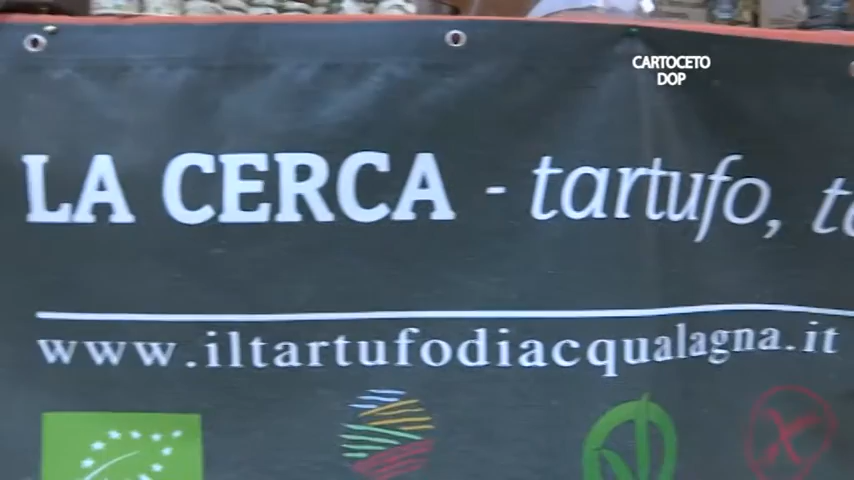 CARTOCETO
DOP
LA CERCA - tartufo,
www.iltartufodiacqualagna.it